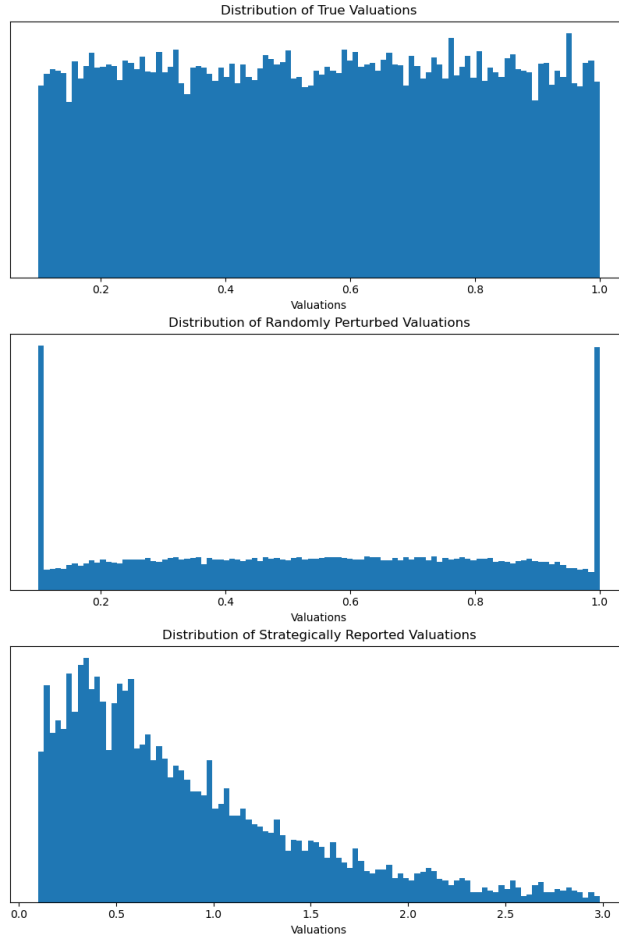 Distribution of True Valuations
0.2 0.4 0.6 0.8 1.0
Valuations
Distribution of Randomly Perturbed Valuations
0.2 0.4 0.6 0.8 1.0
Valuations
Distribution of Strategically Reported Valuations
0.0 0.5 1.0 1.5 2.0 2.5 3.0
Valuations